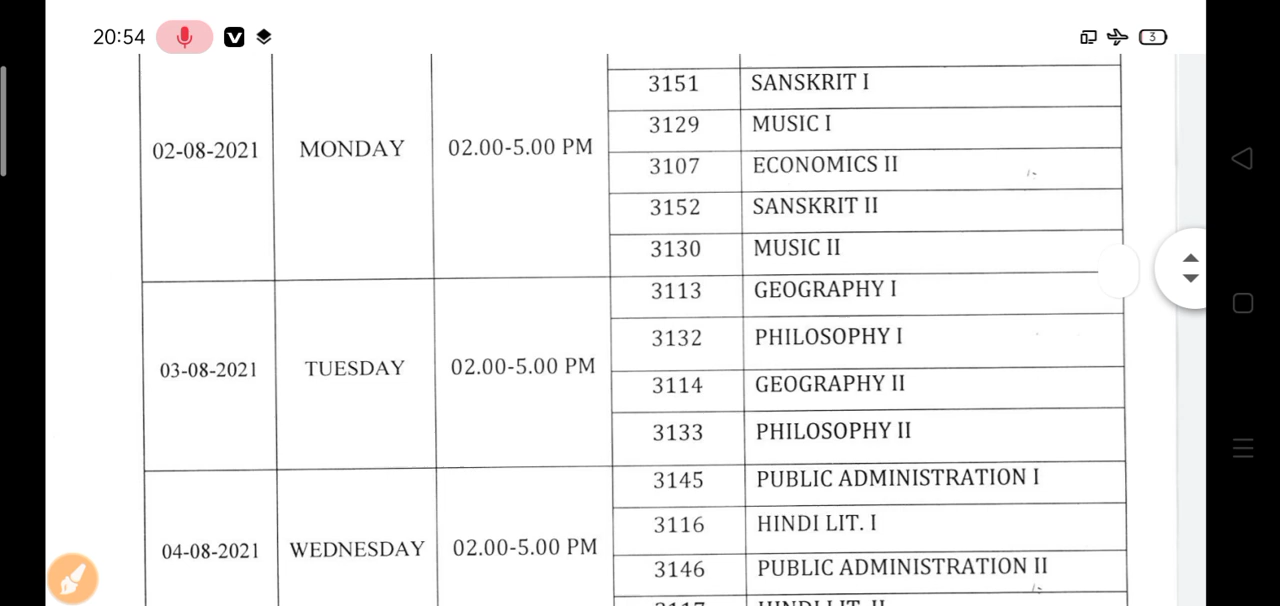 20:54
3
3151 SANSKRIT I
3129 MUSIC I
02-08-2021 MONDAY 02.00-5.00 PM
3107 ECONOMICS II
3152 SANSKRIT II
3130 MUSIC II
3113 GEOGRAPHY I
3132 PHILOSOPHY I
03-08-2021 TUESDAY 02.00-5.00 PM
3114 GEOGRAPHY II
3133 PHILOSOPHY II
3145 PUBLIC ADMINISTRATION I
3116 HINDI LIT. I
04-08-2021 WEDNESDAY 02.00-5.00 PM
3146 PUBLIC ADMINISTRATION II
3117 HINDI LIT. II